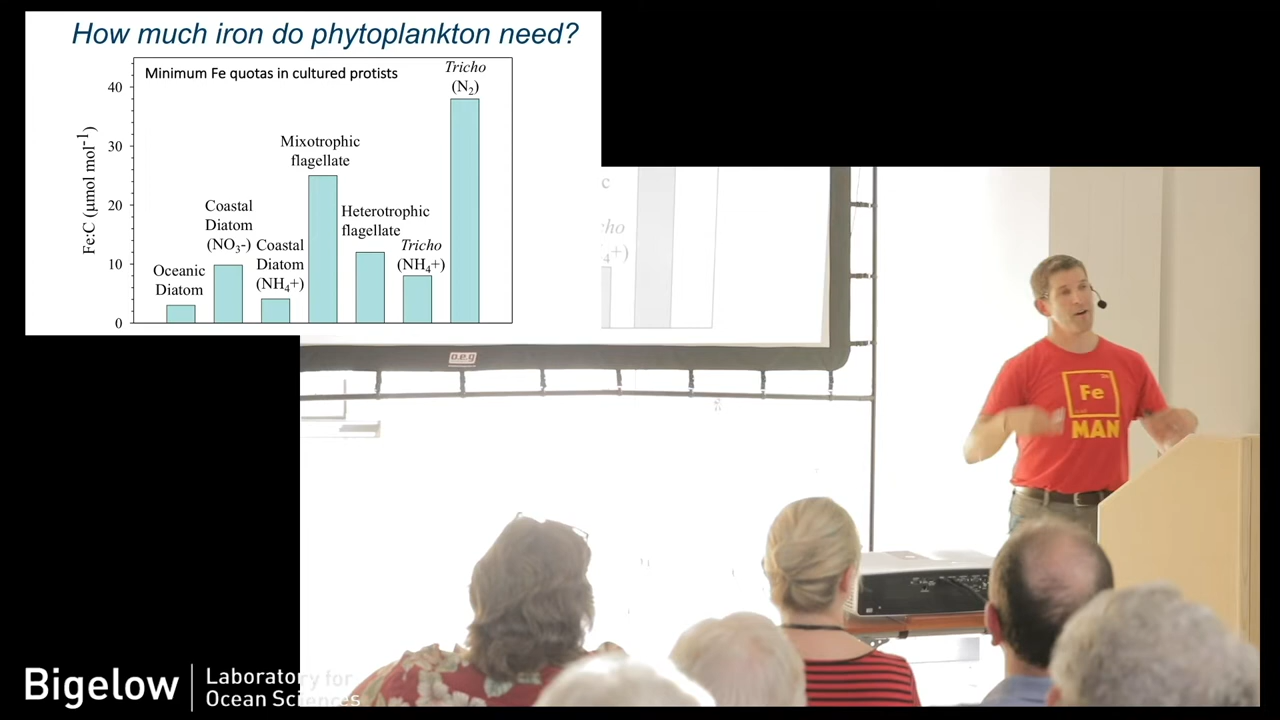 How much iron do phytoplankton need?
Minimum Fe quotas in cultured protists
Fe:C (µmol mol⁻¹)
40
30
20
10
0
Oceanic
Diatom
Coastal
Diatom
(NO₃-)
Coastal
Diatom
(NH₄+)
Mixotrophic
flagellate
Heterotrophic
flagellate
Tricho
(NH₄+)
Tricho
(N₂)
Fe
MAN
o.e.g
Bigelow
Laboratory for
Ocean Sciences